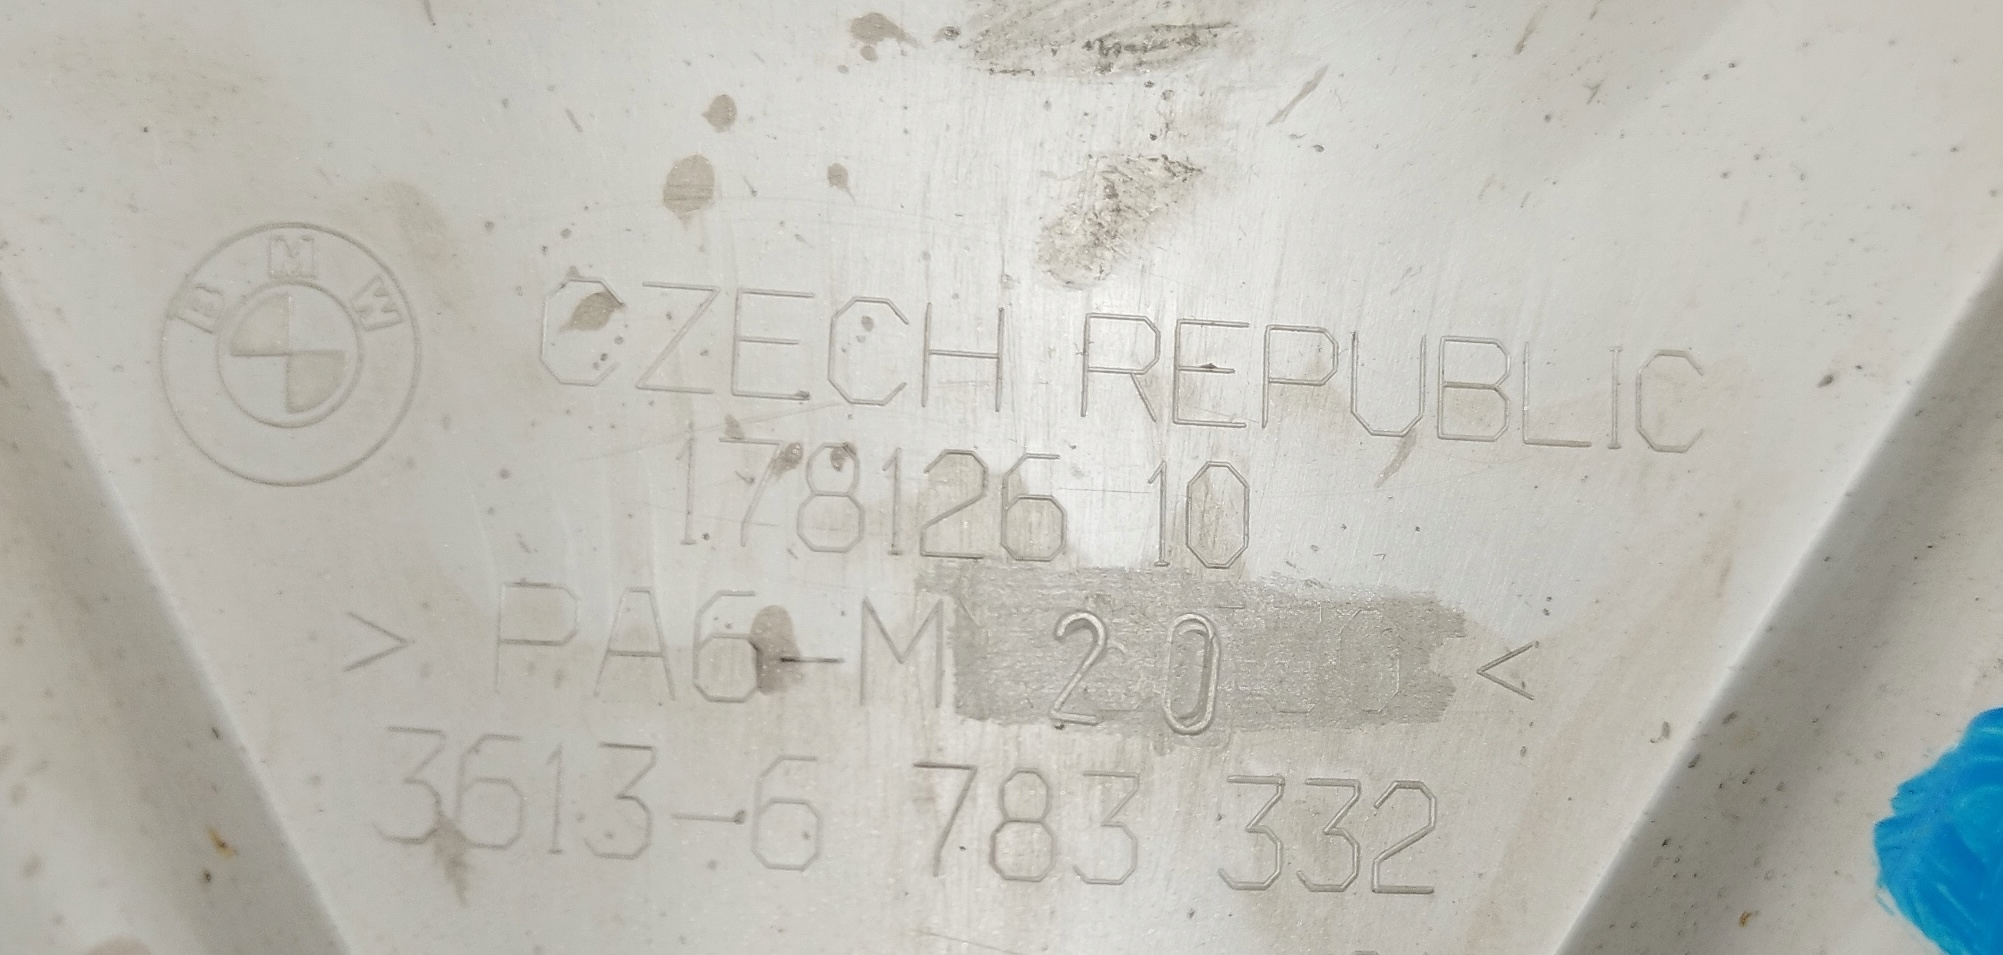 BMW
CZECH REPUBLIC
178126 10
> PA6-M 20 <
3613-6 783 332